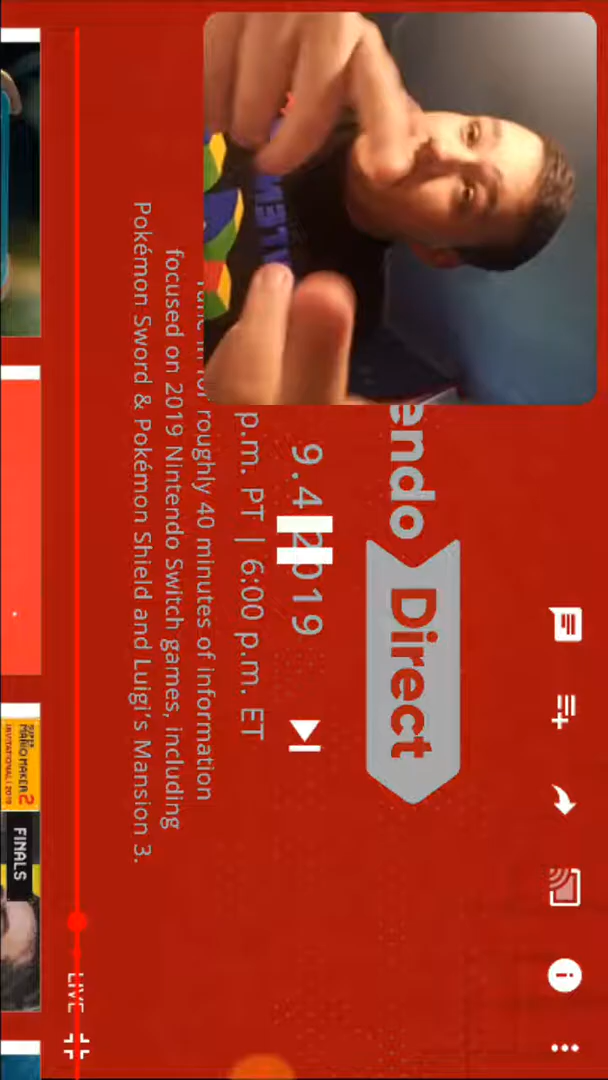 endo Direct
9.4 2019
p.m. PT | 6:00 p.m. ET
roughly 40 minutes of information
focused on 2019 Nintendo Switch games, including
Pokémon Sword & Pokémon Shield and Luigi's Mansion 3.
LIVE
SUPER
MARIO MAKER 2
INVITATIONAL 2019
FINALS